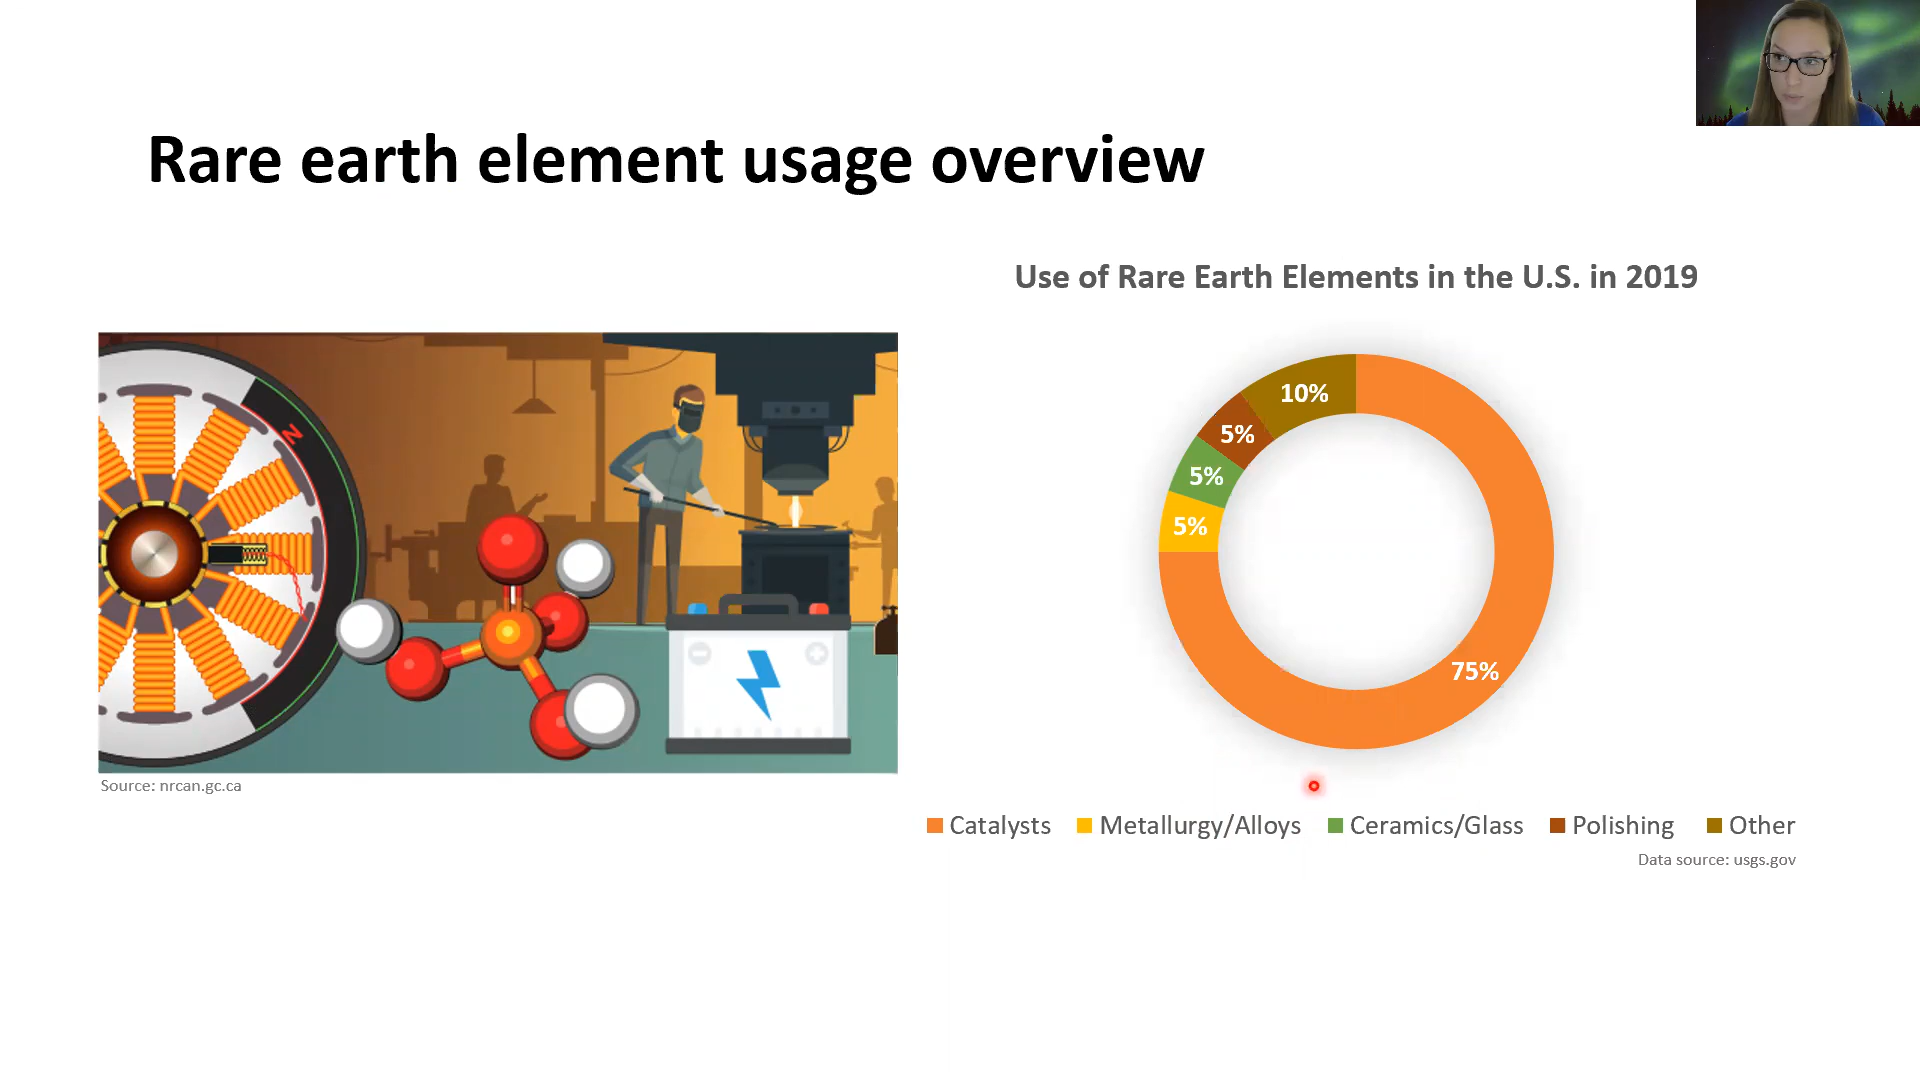 Rare earth element usage overview
Use of Rare Earth Elements in the U.S. in 2019
N
10%
5%
5%
5%
75%
Source: nrcan.gc.ca
Catalysts Metallurgy/Alloys Ceramics/Glass Polishing Other
Data source: usgs.gov